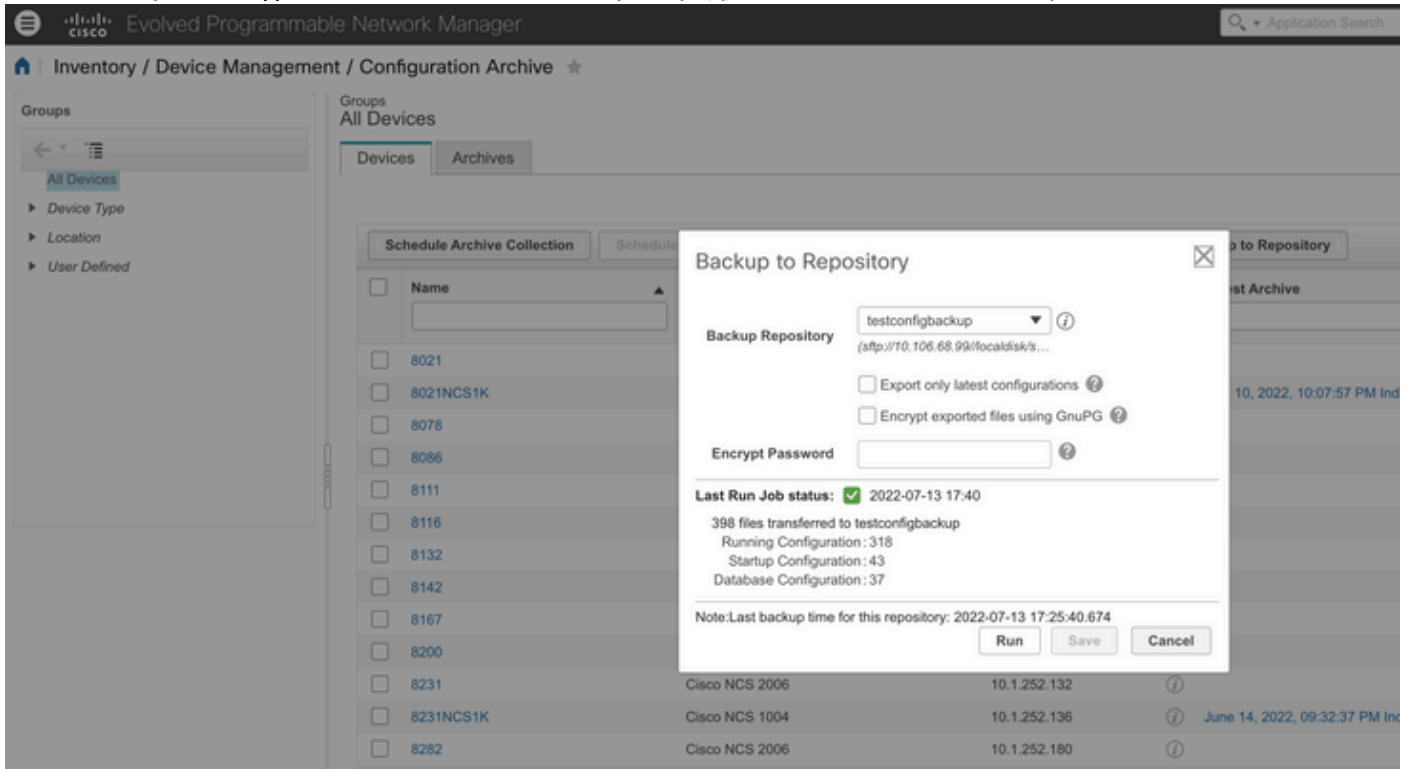 cisco Evolved Programmable Network Manager
Application Search
Inventory / Device Management / Configuration Archive
Groups
All Devices
Device Type
Location
User Defined
Groups
All Devices
Devices Archives
Schedule Archive Collection Schedule to Repository
Name Archive
8021
8021NCS1K 10, 2022, 10:07:57 PM Ind
8078
8086
8111
8116
8132
8142
8167
8200
8231 Cisco NCS 2006 10.1.252.132
8231NCS1K Cisco NCS 1004 10.1.252.136 June 14, 2022, 09:32:37 PM Inc
8282 Cisco NCS 2006 10.1.252.180
Backup to Repository
Backup Repository testconfigbackup
(sftp://10.106.68.99//localdisk/s...
Export only latest configurations
Encrypt exported files using GnuPG
Encrypt Password
Last Run Job status: 2022-07-13 17:40
398 files transferred to testconfigbackup
Running Configuration: 318
Startup Configuration: 43
Database Configuration: 37
Note:Last backup time for this repository: 2022-07-13 17:25:40.674
Run Save Cancel